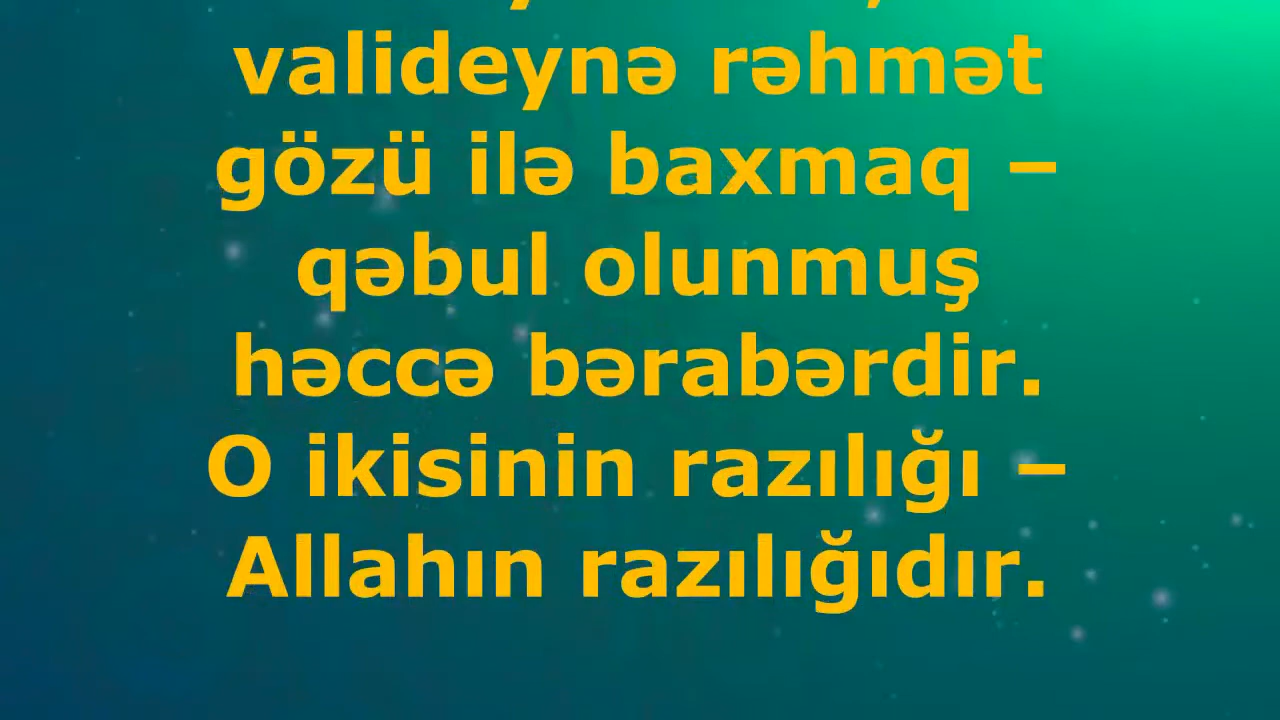 valideynə rəhmət
gözü ilə baxmaq –
qəbul olunmuş
həccə bərabərdir.
O ikisinin razılığı –
Allahın razılığıdır.